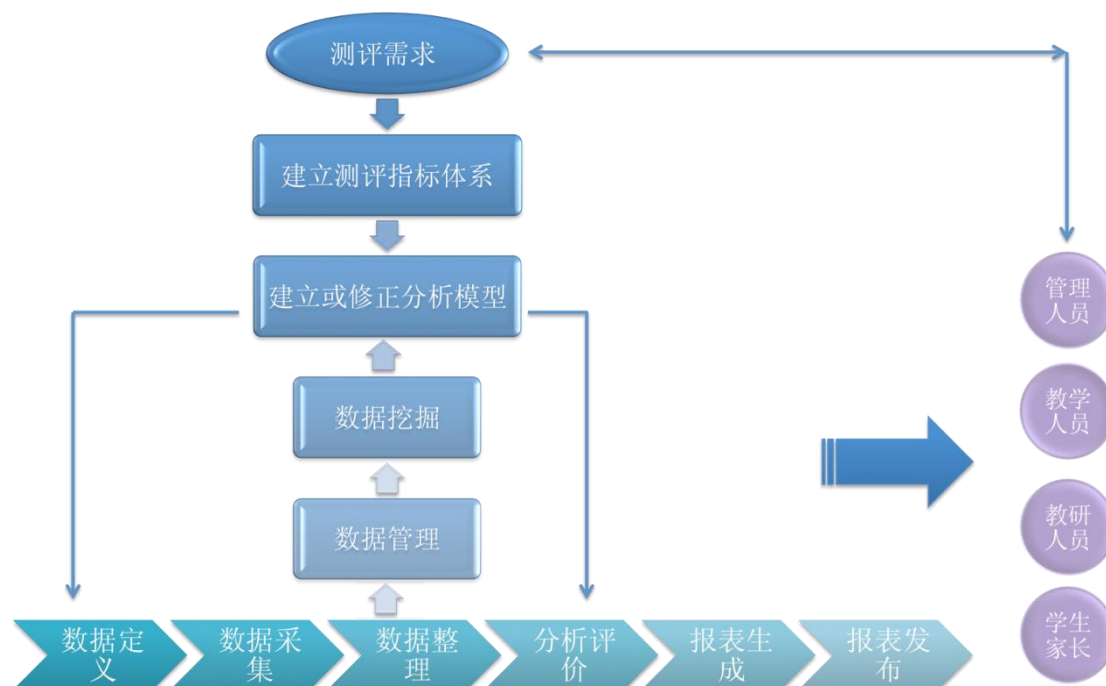 测评需求
建立测评指标体系
建立或修正分析模型
数据挖掘
数据管理
数据定
义
数据采
集
数据整
理
分析评
价
报表生
成
报表发
布
管理
人员
教学
人员
教研
人员
学生
家长